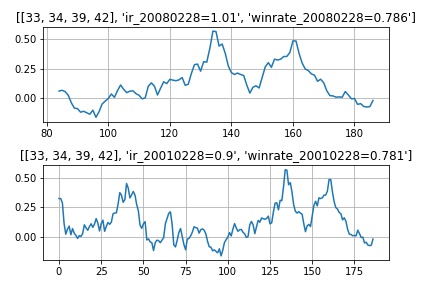 [[33, 34, 39, 42], 'ir_20080228=1.01', 'winrate_20080228=0.786']
0.50
0.25
0.00
80 100 120 140 160 180
[[33, 34, 39, 42], 'ir_20010228=0.9', 'winrate_20010228=0.781']
0.50
0.25
0.00
0 25 50 75 100 125 150 175